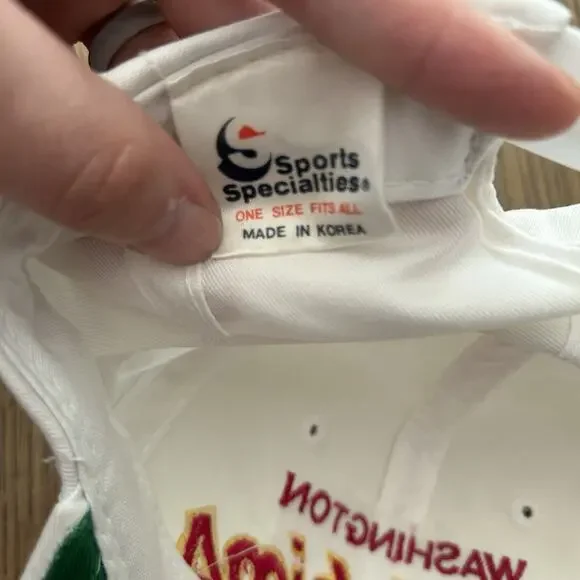 Sports
Specialties®
ONE SIZE FITS ALL
MADE IN KOREA
WASHINGTON